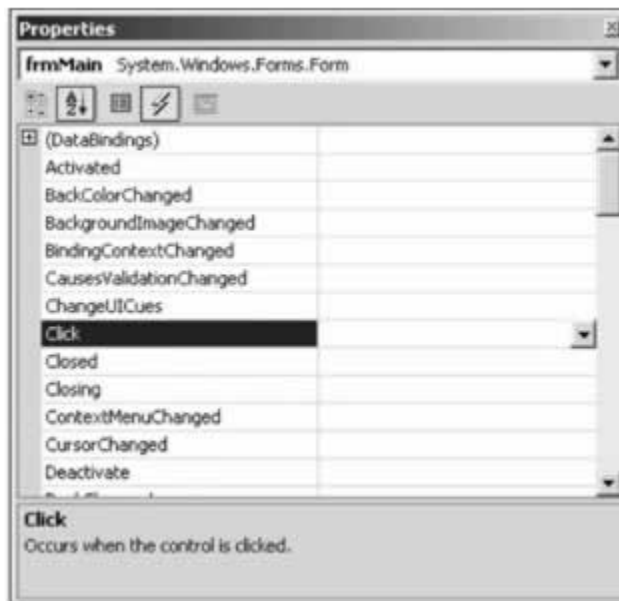 Properties
frmMain System.Windows.Forms.Form
(DataBindings)
Activated
BackColorChanged
BackgroundImageChanged
BindingContextChanged
CausesValidationChanged
ChangeUICues
Click
Closed
Closing
ContextMenuChanged
CursorChanged
Deactivate
Click
Occurs when the control is clicked.